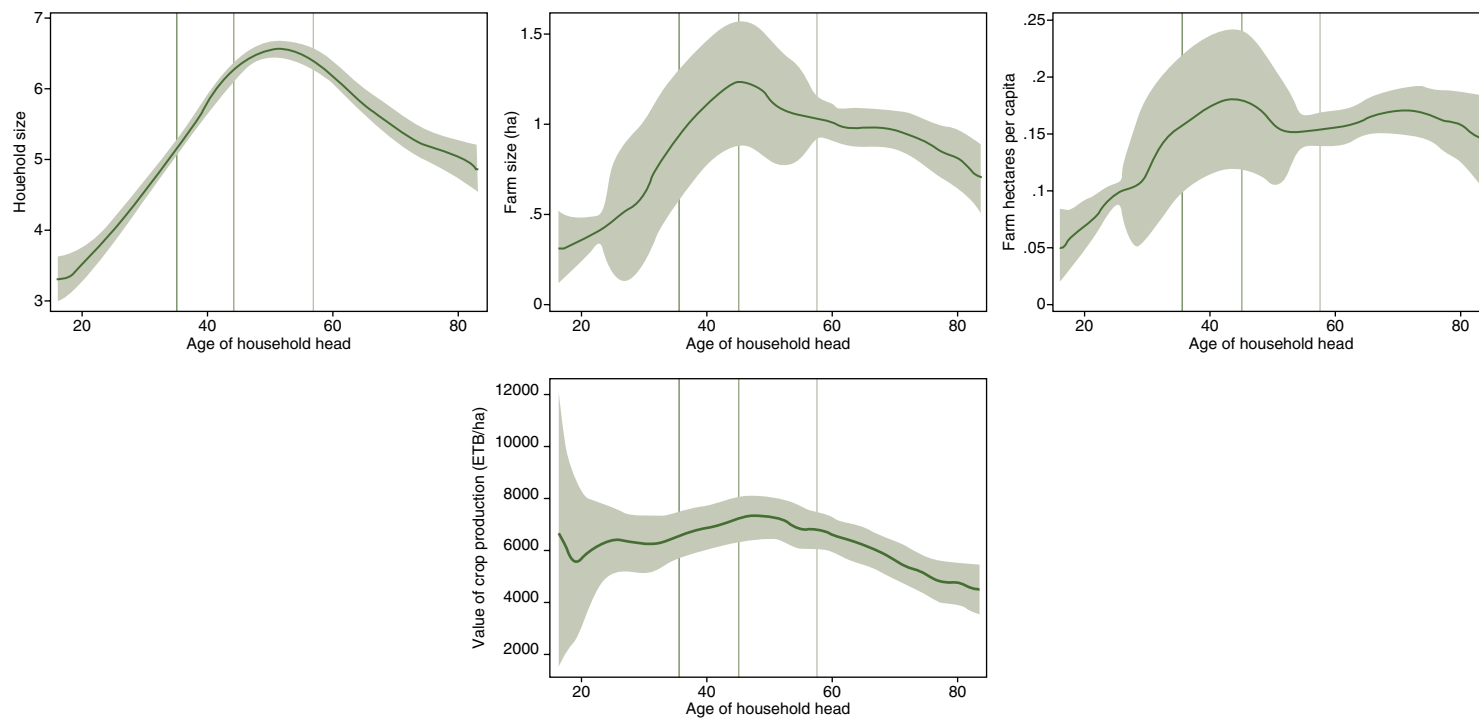 Houehold size
7
6
5
4
3
20 40 60 80
Age of household head
Farm size (ha)
1.5
1
.5
0
20 40 60 80
Age of household head
Farm hectares per capita
.25
.2
.15
.1
.05
0
20 40 60 80
Age of household head
Value of crop production (ETB/ha)
12000
10000
8000
6000
4000
2000
20 40 60 80
Age of household head